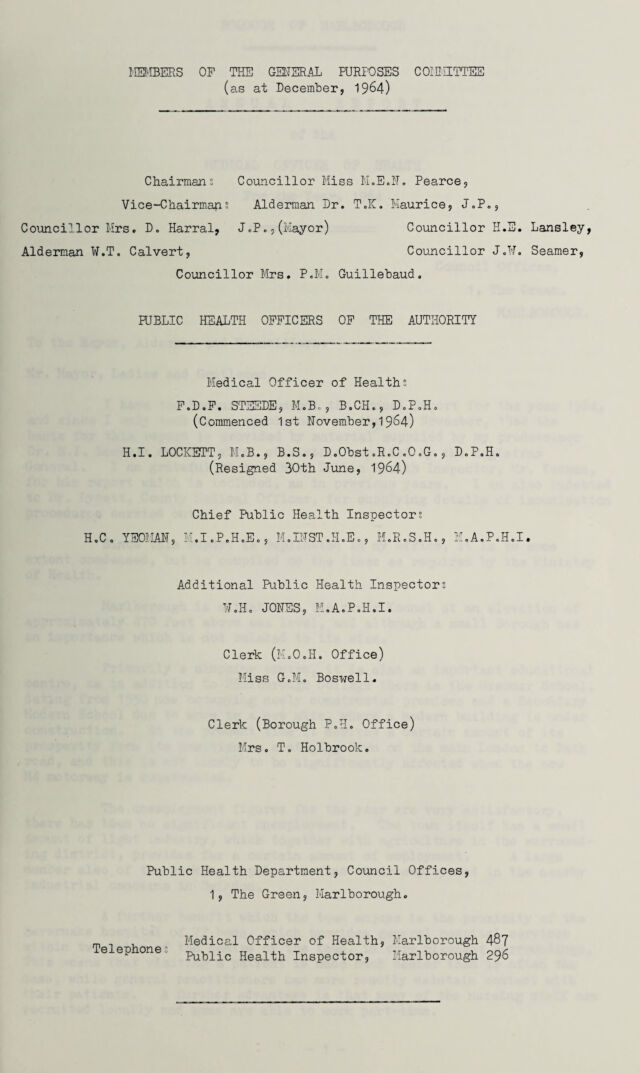 MEMBERS OF THE GENERAL PURPOSES COMMITTEE
(as at December, 1964)
Chairman: Councillor Miss M.E.N. Pearce,
Vice-Chairman: Alderman Dr. T.K. Maurice, J.P.,
Councillor Mrs. D. Harral, J.P.,(Mayor) Councillor H.E. Lansley,
Alderman W.T. Calvert, Councillor J.W. Seamer,
Councillor Mrs. P.M. Guillebaud.
PUBLIC HEALTH OFFICERS OF THE AUTHORITY
Medical Officer of Health:
F.D.F. STEEDE, M.B., B.CH., D.P.H.
(Commenced 1st November,1964)
H.I. LOCKETT, M.B., B.S., D.Obst.R.C.O.G., D.P.H.
(Resigned 30th June, 1964)
Chief Public Health Inspector:
H.C. YEOMAN, M.I.P.H.E., M.INST.H.E., M.R.S.H., M.A.P.H.I.
Additional Public Health Inspector:
W.H. JONES, M.A.P.H.I.
Clerk (M.O.H. Office)
Miss G.M. Boswell.
Clerk (Borough P.H. Office)
Mrs. T. Holbrook.
Public Health Department, Council Offices,
1, The Green, Marlborough.
Telephone: Medical Officer of Health, Marlborough 487
Public Health Inspector, Marlborough 296